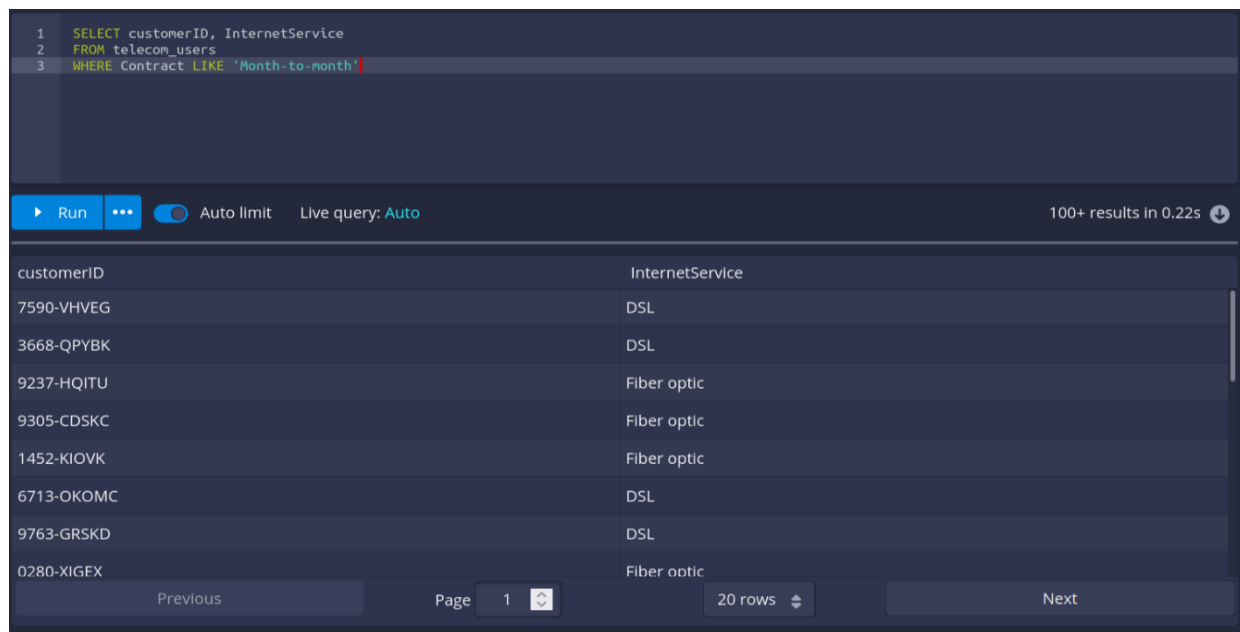 1 SELECT customerID, InternetService
2 FROM telecom_users
3 WHERE Contract LIKE 'Month-to-month'
Run ••• Auto limit Live query: Auto 100+ results in 0.22s
customerID InternetService
7590-VHVEG DSL
3668-QPYBK DSL
9237-HQITU Fiber optic
9305-CDSKC Fiber optic
1452-KIOVK Fiber optic
6713-OKOMC DSL
9763-GRSKD DSL
0280-XIGEX Fiber optic
Previous Page 1 20 rows Next